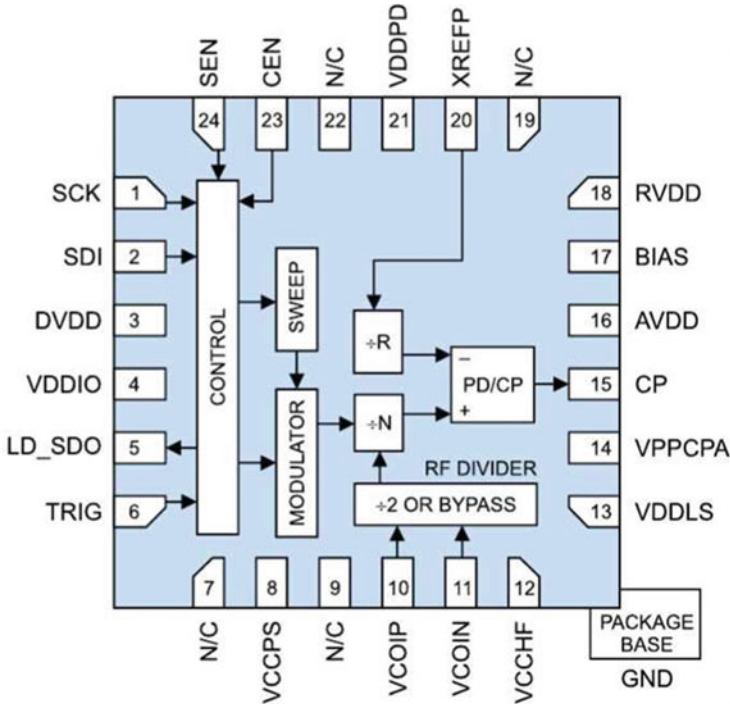 SEN
CEN
N/C
VDDPD
XREFP
N/C
24
23
22
21
20
19
SCK 1
SDI 2
DVDD 3
VDDIO 4
LD_SDO 5
TRIG 6
18 RVDD
17 BIAS
16 AVDD
15 CP
14 VPPCPA
13 VDDLS
CONTROL
SWEEP
MODULATOR
÷R
÷N
−
PD/CP
+
RF DIVIDER
÷2 OR BYPASS
7
8
9
10
11
12
N/C
VCCPS
N/C
VCOIP
VCOIN
VCCHF
PACKAGE
BASE
GND